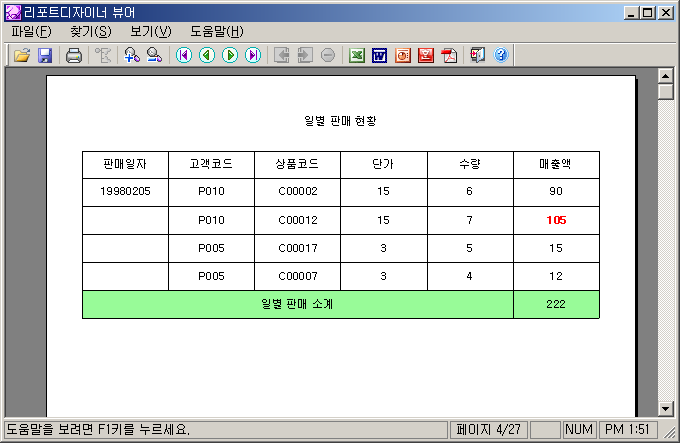 리포트디자이너 뷰어
파일(F) 찾기(S) 보기(V) 도움말(H)
일별 판매 현황
판매일자 고객코드 상품코드 단가 수량 매출액
19980205 P010 C00002 15 6 90
P010 C00012 15 7 105
P005 C00017 3 5 15
P005 C00007 3 4 12
일별 판매 소계 222
도움말을 보려면 F1키를 누르세요. 페이지 4/27 NUM PM 1:51